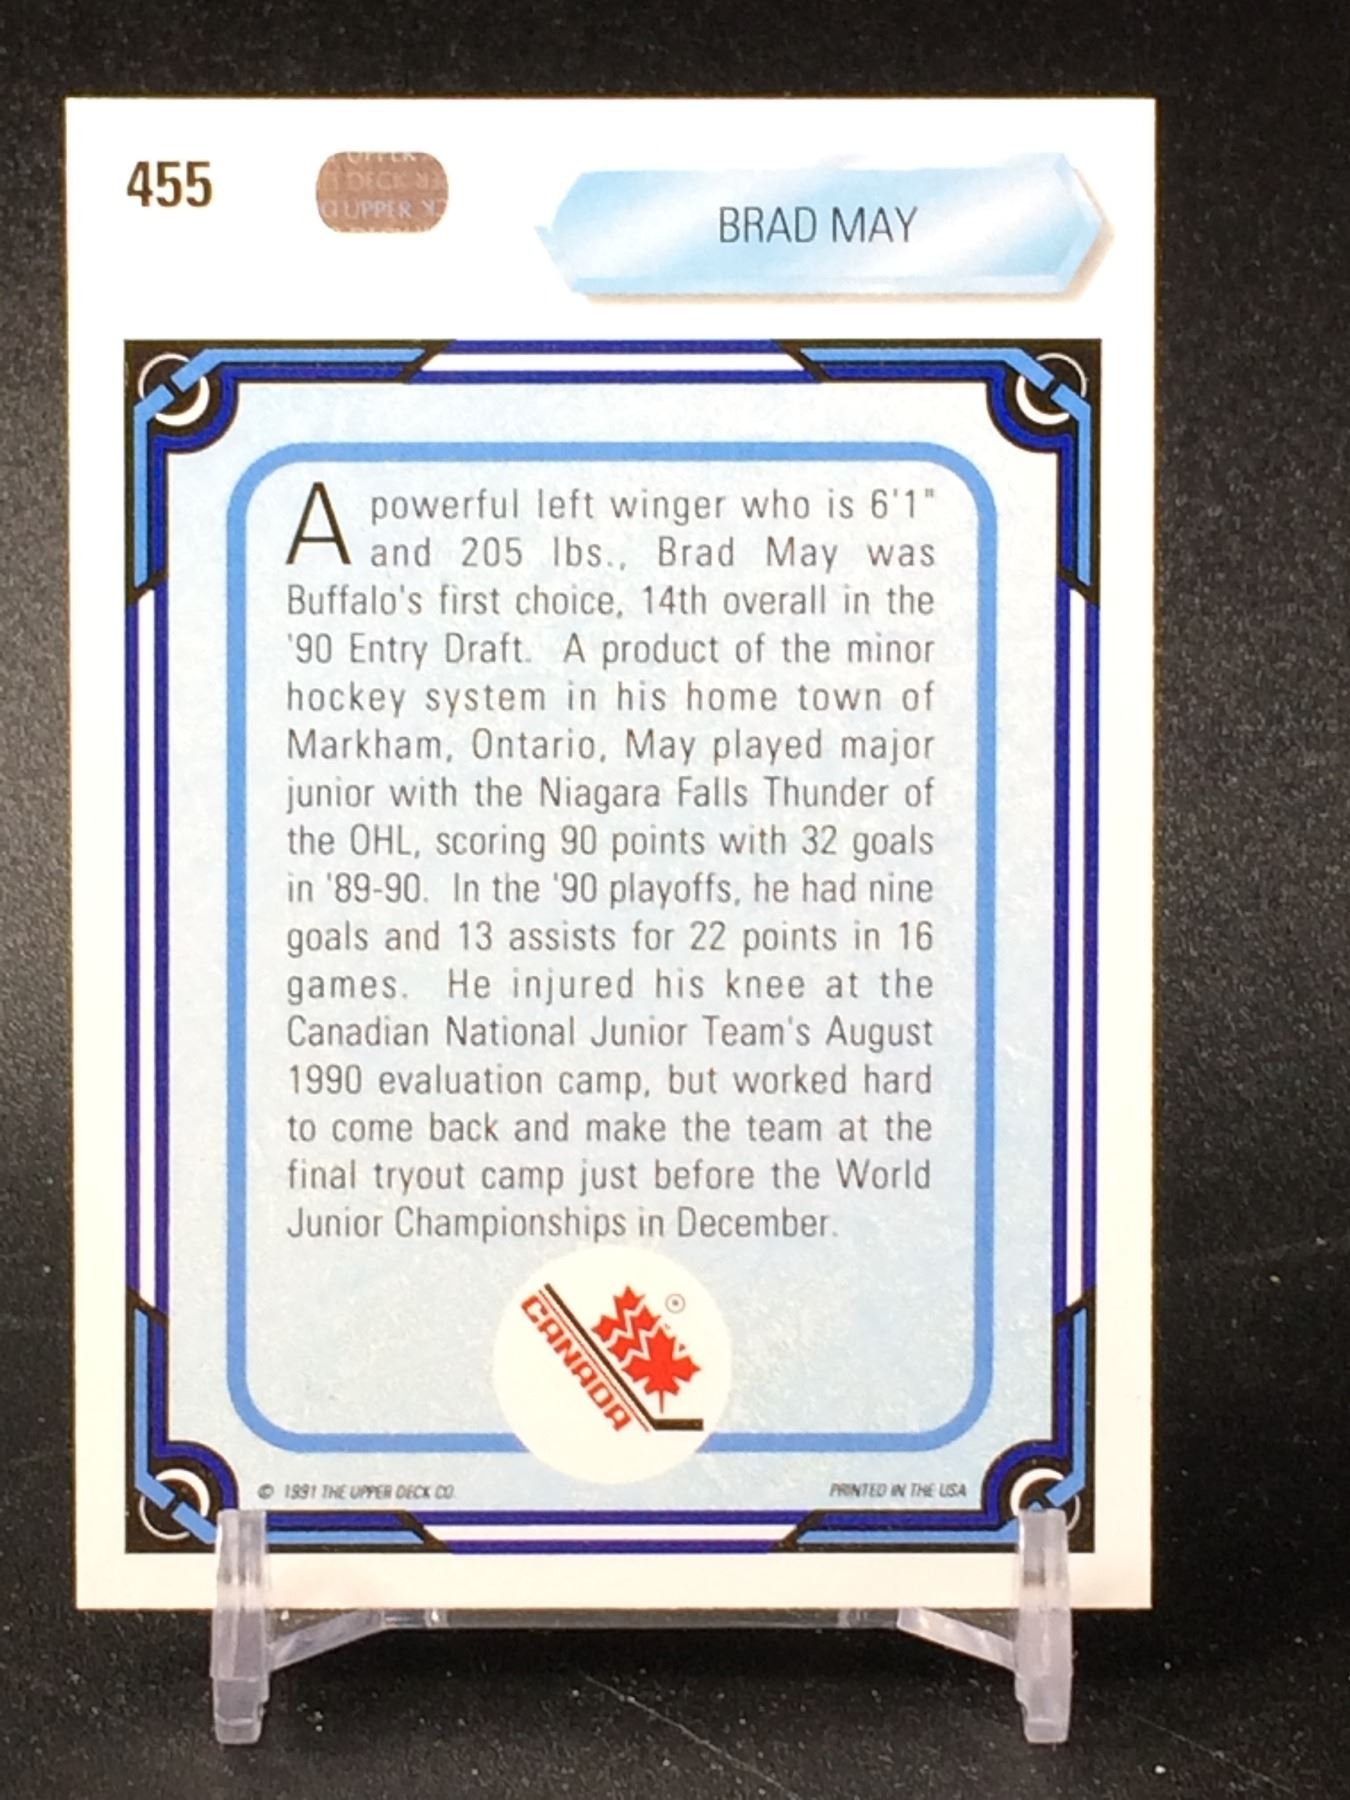 455
UPPER
DECK
UPPER
BRAD MAY
A powerful left winger who is 6'1"
and 205 lbs., Brad May was
Buffalo's first choice, 14th overall in the
'90 Entry Draft. A product of the minor
hockey system in his home town of
Markham, Ontario, May played major
junior with the Niagara Falls Thunder of
the OHL, scoring 90 points with 32 goals
in '89-90. In the '90 playoffs, he had nine
goals and 13 assists for 22 points in 16
games. He injured his knee at the
Canadian National Junior Team's August
1990 evaluation camp, but worked hard
to come back and make the team at the
final tryout camp just before the World
Junior Championships in December.
CANADA
®
© 1991 THE UPPER DECK CO.
PRINTED IN THE USA